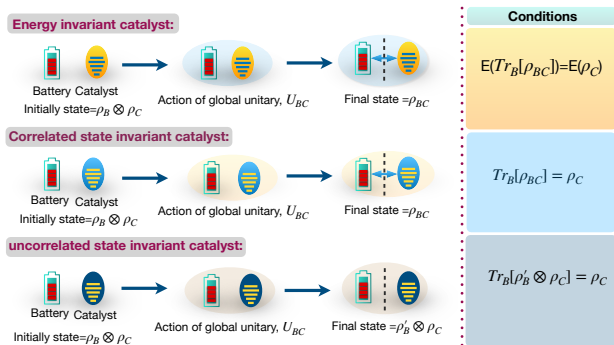 Energy invariant catalyst:
Battery Catalyst
Initially state=ρ_B ⊗ ρ_C
Action of global unitary, U_BC
Final state =ρ_BC
Correlated state invariant catalyst:
Battery Catalyst
Initially state=ρ_B ⊗ ρ_C
Action of global unitary, U_BC
Final state =ρ_BC
uncorrelated state invariant catalyst:
Battery Catalyst
Initially state=ρ_B ⊗ ρ_C
Action of global unitary, U_BC
Final state =ρ′_B ⊗ ρ_C
Conditions
E(Tr_B[ρ_BC])=E(ρ_C)
Tr_B[ρ_BC] = ρ_C
Tr_B[ρ′_B ⊗ ρ_C] = ρ_C